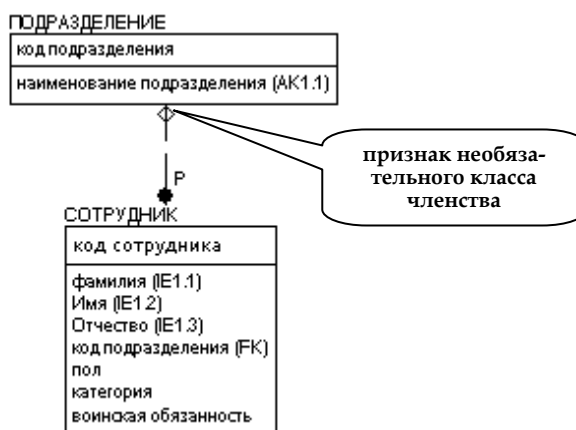 ПОДРАЗДЕЛЕНИЕ
код подразделения
наименование подразделения (АК1.1)
признак необяза-
тельного класса
членства
P
СОТРУДНИК
код сотрудника
фамилия (IE1.1)
Имя (IE1.2)
Отчество (IE1.3)
код подразделения (FK)
пол
категория
воинская обязанность